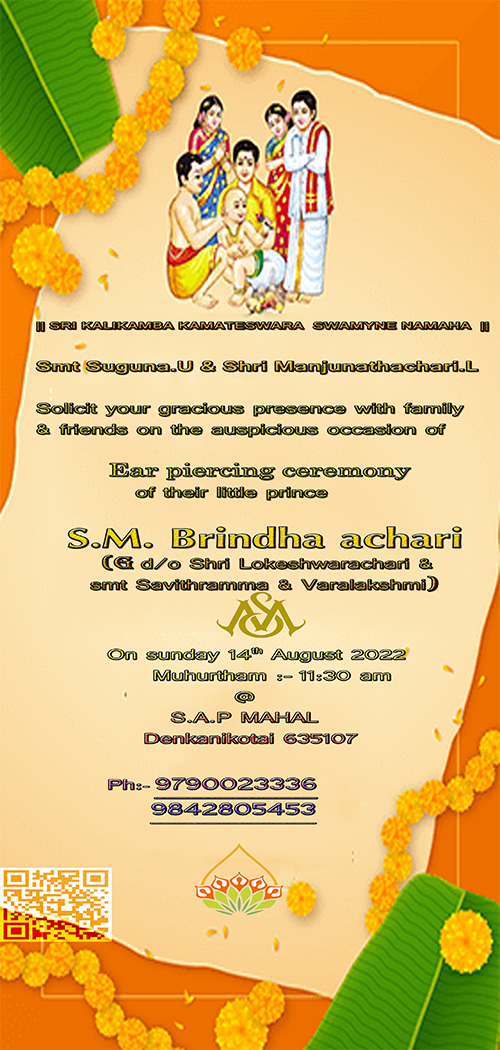 || SRI KALIKAMBA KAMATESWARA SWAMYNE NAMAHA ||
Smt Suguna.U & Shri Manjunathachari.L
Solicit your gracious presence with family
& friends on the auspicious occasion of
Ear piercing ceremony
of their little prince
S.M. Brindha achari
(G d/o Shri Lokeshwarachari &
smt Savithramma & Varalakshmi)
SM
On sunday 14th August 2022
Muhurtham :- 11:30 am
@
S.A.P MAHAL
Denkanikotai 635107
Ph:- 9790023336
9842805453